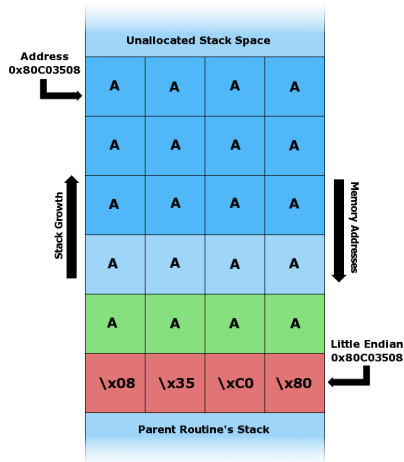 Unallocated Stack Space
Address
0x80C03508
A A A A
A A A A
A A A A
Stack Growth
Memory Addresses
A A A A
A A A A
Little Endian
0x80C03508
\x08 \x35 \xC0 \x80
Parent Routine's Stack